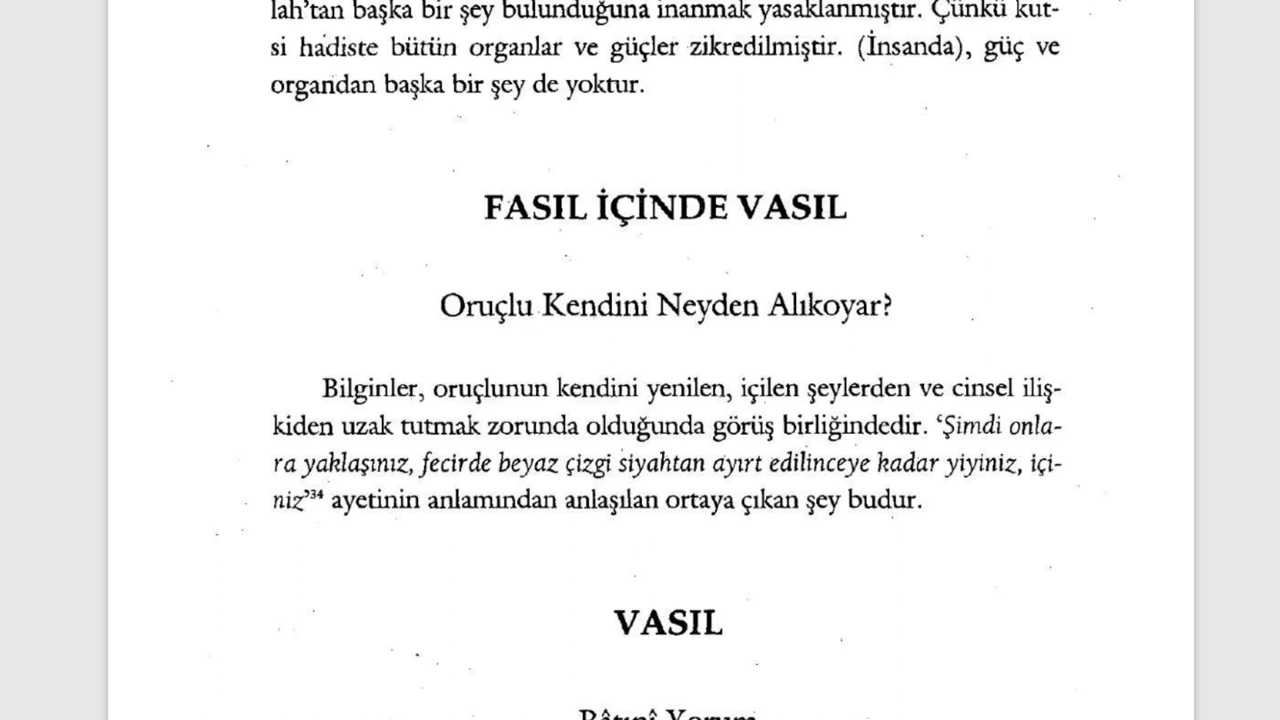 lah'tan başka bir şey bulunduğuna inanmak yasaklanmıştır. Çünkü kut-
si hadiste bütün organlar ve güçler zikredilmiştir. (İnsanda), güç ve
organdan başka bir şey de yoktur.
FASIL İÇİNDE VASIL
Oruçlu Kendini Neyden Alıkoyar?
Bilginler, oruçlunun kendini yenilen, içilen şeylerden ve cinsel iliş-
kiden uzak tutmak zorunda olduğunda görüş birliğindedir. ‘Şimdi onla-
ra yaklaşınız, fecirde beyaz çizgi siyahtan ayırt edilinceye kadar yiyiniz, içi-
niz’³⁴ ayetinin anlamından anlaşılan ortaya çıkan şey budur.
VASIL
Bâtınî Yorum